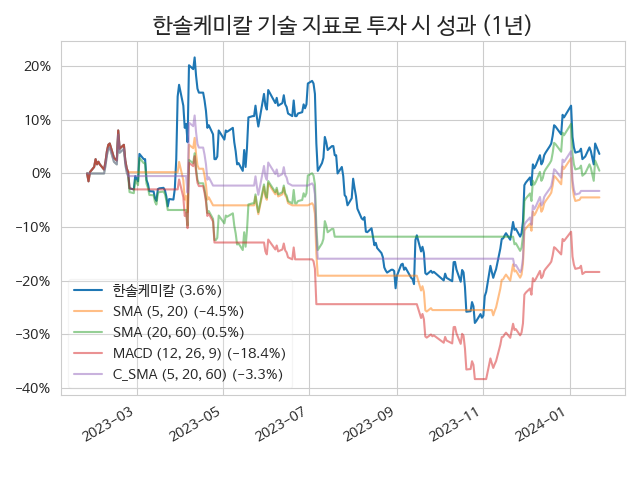 한솔케미칼 기술 지표로 투자 시 성과 (1년)
20%
10%
0%
−10%
−20%
−30%
−40%
한솔케미칼 (3.6%)
SMA (5, 20) (−4.5%)
SMA (20, 60) (0.5%)
MACD (12, 26, 9) (−18.4%)
C_SMA (5, 20, 60) (−3.3%)
2023−03
2023−05
2023−07
2023−09
2023−11
2024−01